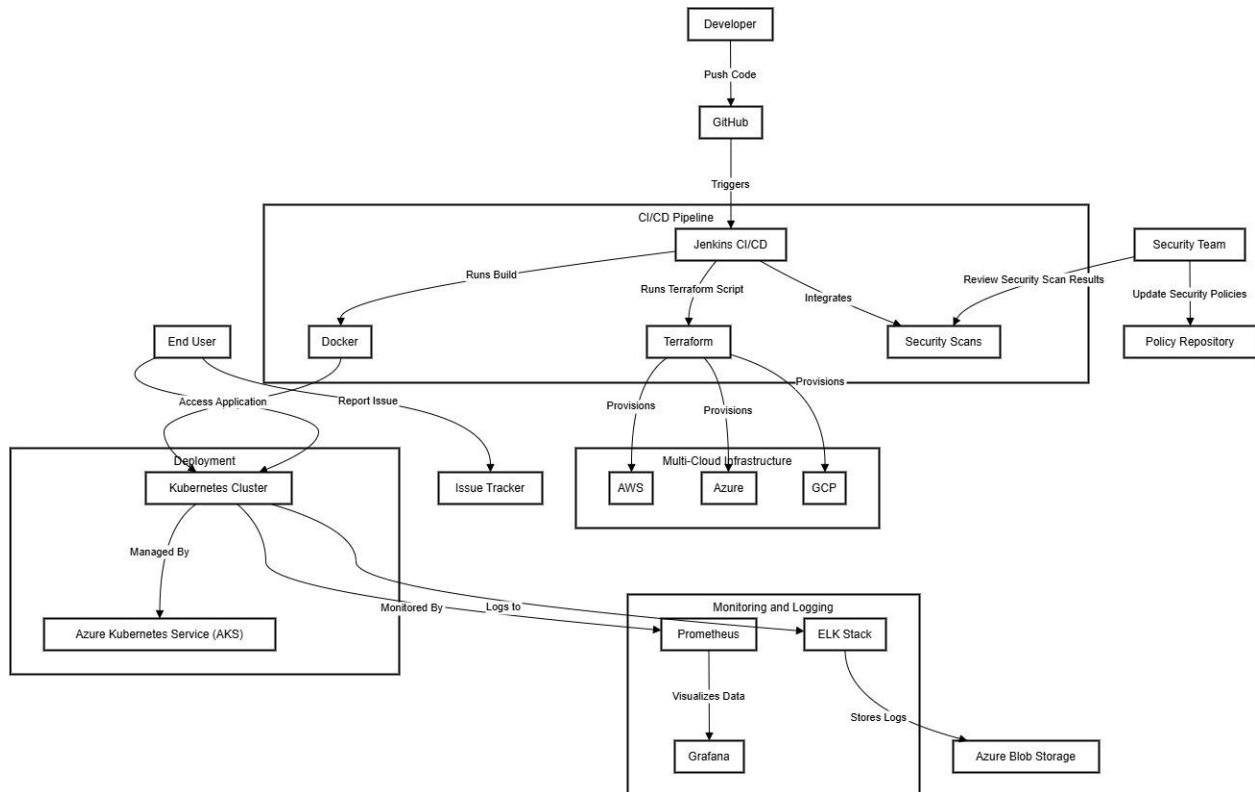 Developer
Push Code
GitHub
Triggers
CI/CD Pipeline
Jenkins CI/CD
Security Team
Runs Build
Runs Terraform Script
Integrates
Review Security Scan Results
Update Security Policies
End User
Docker
Terraform
Security Scans
Policy Repository
Provisions
Access Application
Report Issue
Provisions
Provisions
Deployment
Multi-Cloud Infrastructure
Kubernetes Cluster
Issue Tracker
AWS
Azure
GCP
Managed By
Monitored By
Logs to
Monitoring and Logging
Azure Kubernetes Service (AKS)
Prometheus
ELK Stack
Visualizes Data
Stores Logs
Grafana
Azure Blob Storage